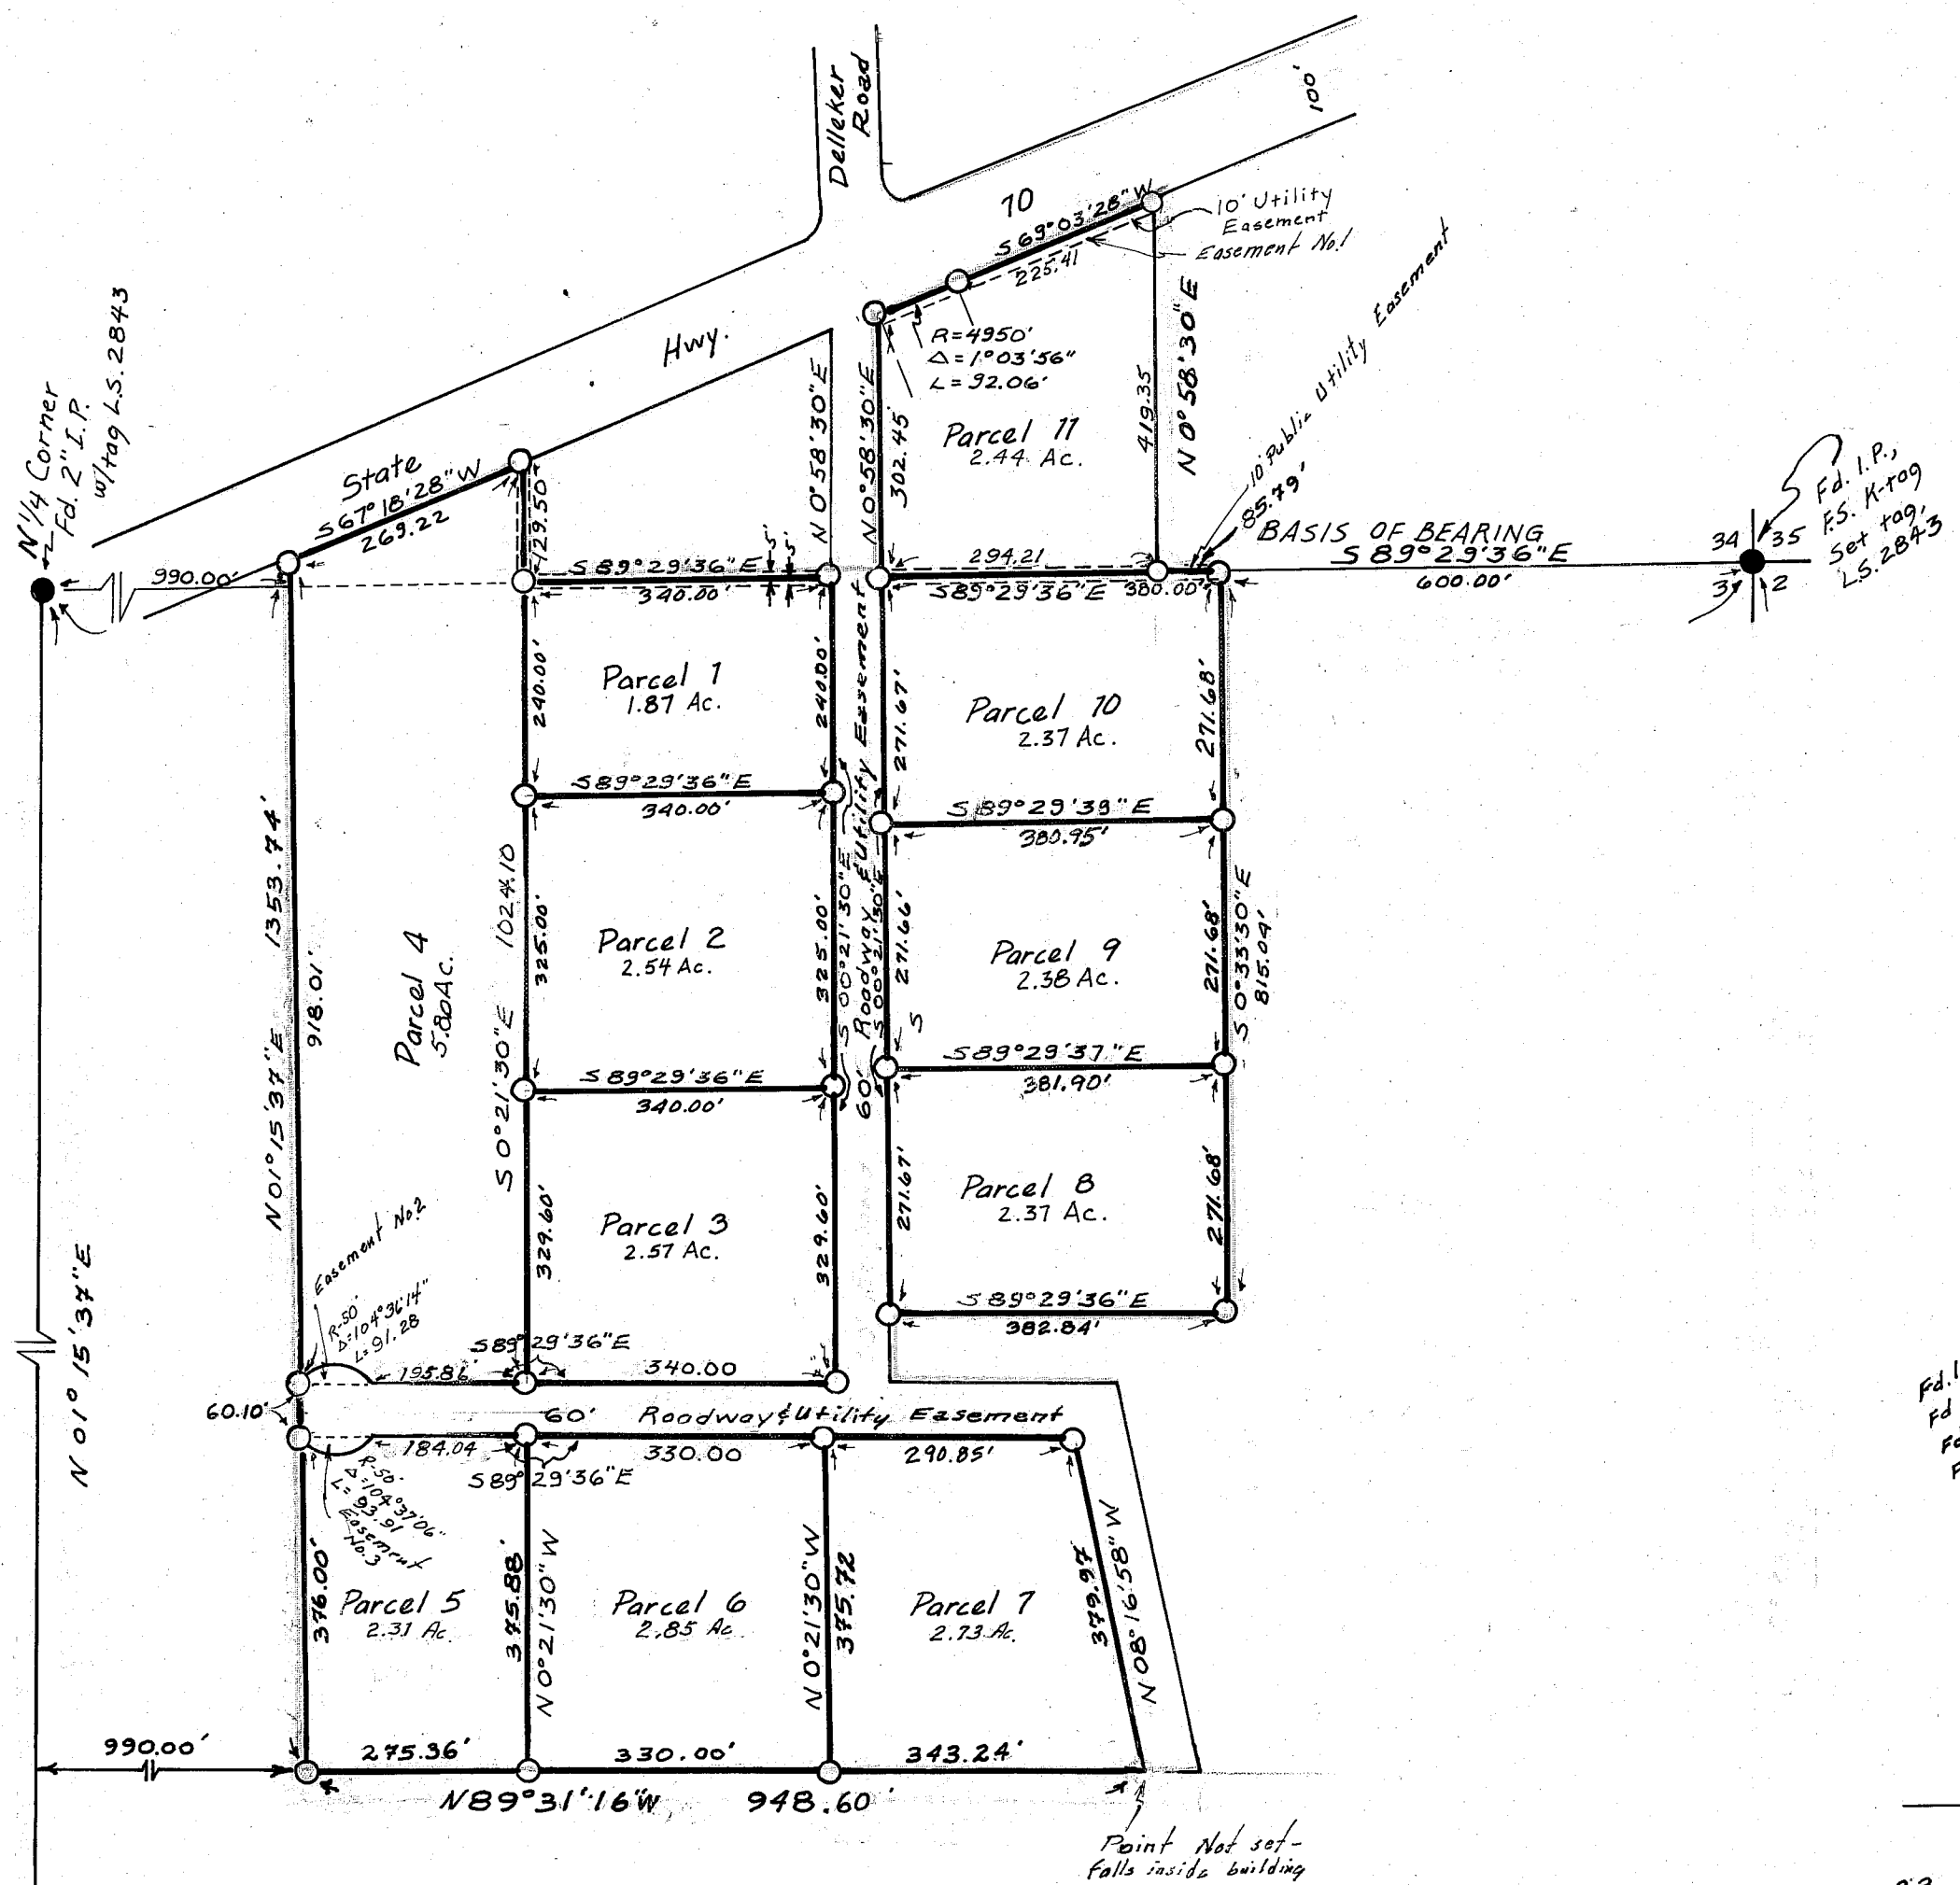 Delleker
Road
100'
70
S 69°03'28" W
225.41
10' Utility
Easement
Easement No.1
R=4950'
Δ=1°03'56"
L=92.06'
Hwy.
State
S 67°18'28" W
269.22
N 1/4 Corner
Fd. 2" I.P.
w/tag L.S. 2843
990.00'
129.50'
N 0°58'30" E
N 0°58'30" E
302.45'
Parcel 11
2.44 Ac.
419.35
N 0°58'30" E
10' Public Utility Easement
85.79'
BASIS OF BEARING
S 89°29'36" E
600.00'
34
35
3
2
Fd. I.P.,
F.S. K-tag
Set tag,
L.S. 2843
S 89°29'36" E
340.00'
5'
5'
294.21
S 89°29'36" E
380.00'
240.00'
Parcel 1
1.87 Ac.
240.00'
271.67'
Parcel 10
2.37 Ac.
271.68'
S 89°29'36" E
340.00'
S 89°29'39" E
380.95'
N 01°15'37" E 1353.74'
918.01'
Parcel 4
5.80 Ac.
S 0°21'30" E 1024.10
325.00'
Parcel 2
2.54 Ac.
325.00'
S 00°21'30" E
60' Roadway & Utility Easement
S 00°21'30" E
271.66'
S
Parcel 9
2.38 Ac.
271.68'
S 0°33'30" E
815.04'
S 89°29'36" E
340.00'
S 89°29'37" E
381.90'
329.60'
Parcel 3
2.57 Ac.
329.60'
271.67'
Parcel 8
2.37 Ac.
271.68'
S 89°29'36" E
382.84'
Easement No.2
R-50'
Δ=104°36'14"
L=91.28
195.86'
S 89°29'36" E
340.00
60.10'
60' Roadway & Utility Easement
184.04
S 89°29'36" E
330.00
290.85'
R-50'
Δ=104°37'06"
L=93.91
Easement
No.3
N 01°15'37" E
376.00'
Parcel 5
2.31 Ac.
375.88'
N 0°21'30" W
Parcel 6
2.85 Ac.
N 0°21'30" W
375.72
Parcel 7
2.73 Ac.
379.97
N 08°16'58" W
990.00'
275.36'
330.00'
343.24'
N 89°31'16" W 948.60'
Point Not set-
falls inside building
Fd. I
Fd